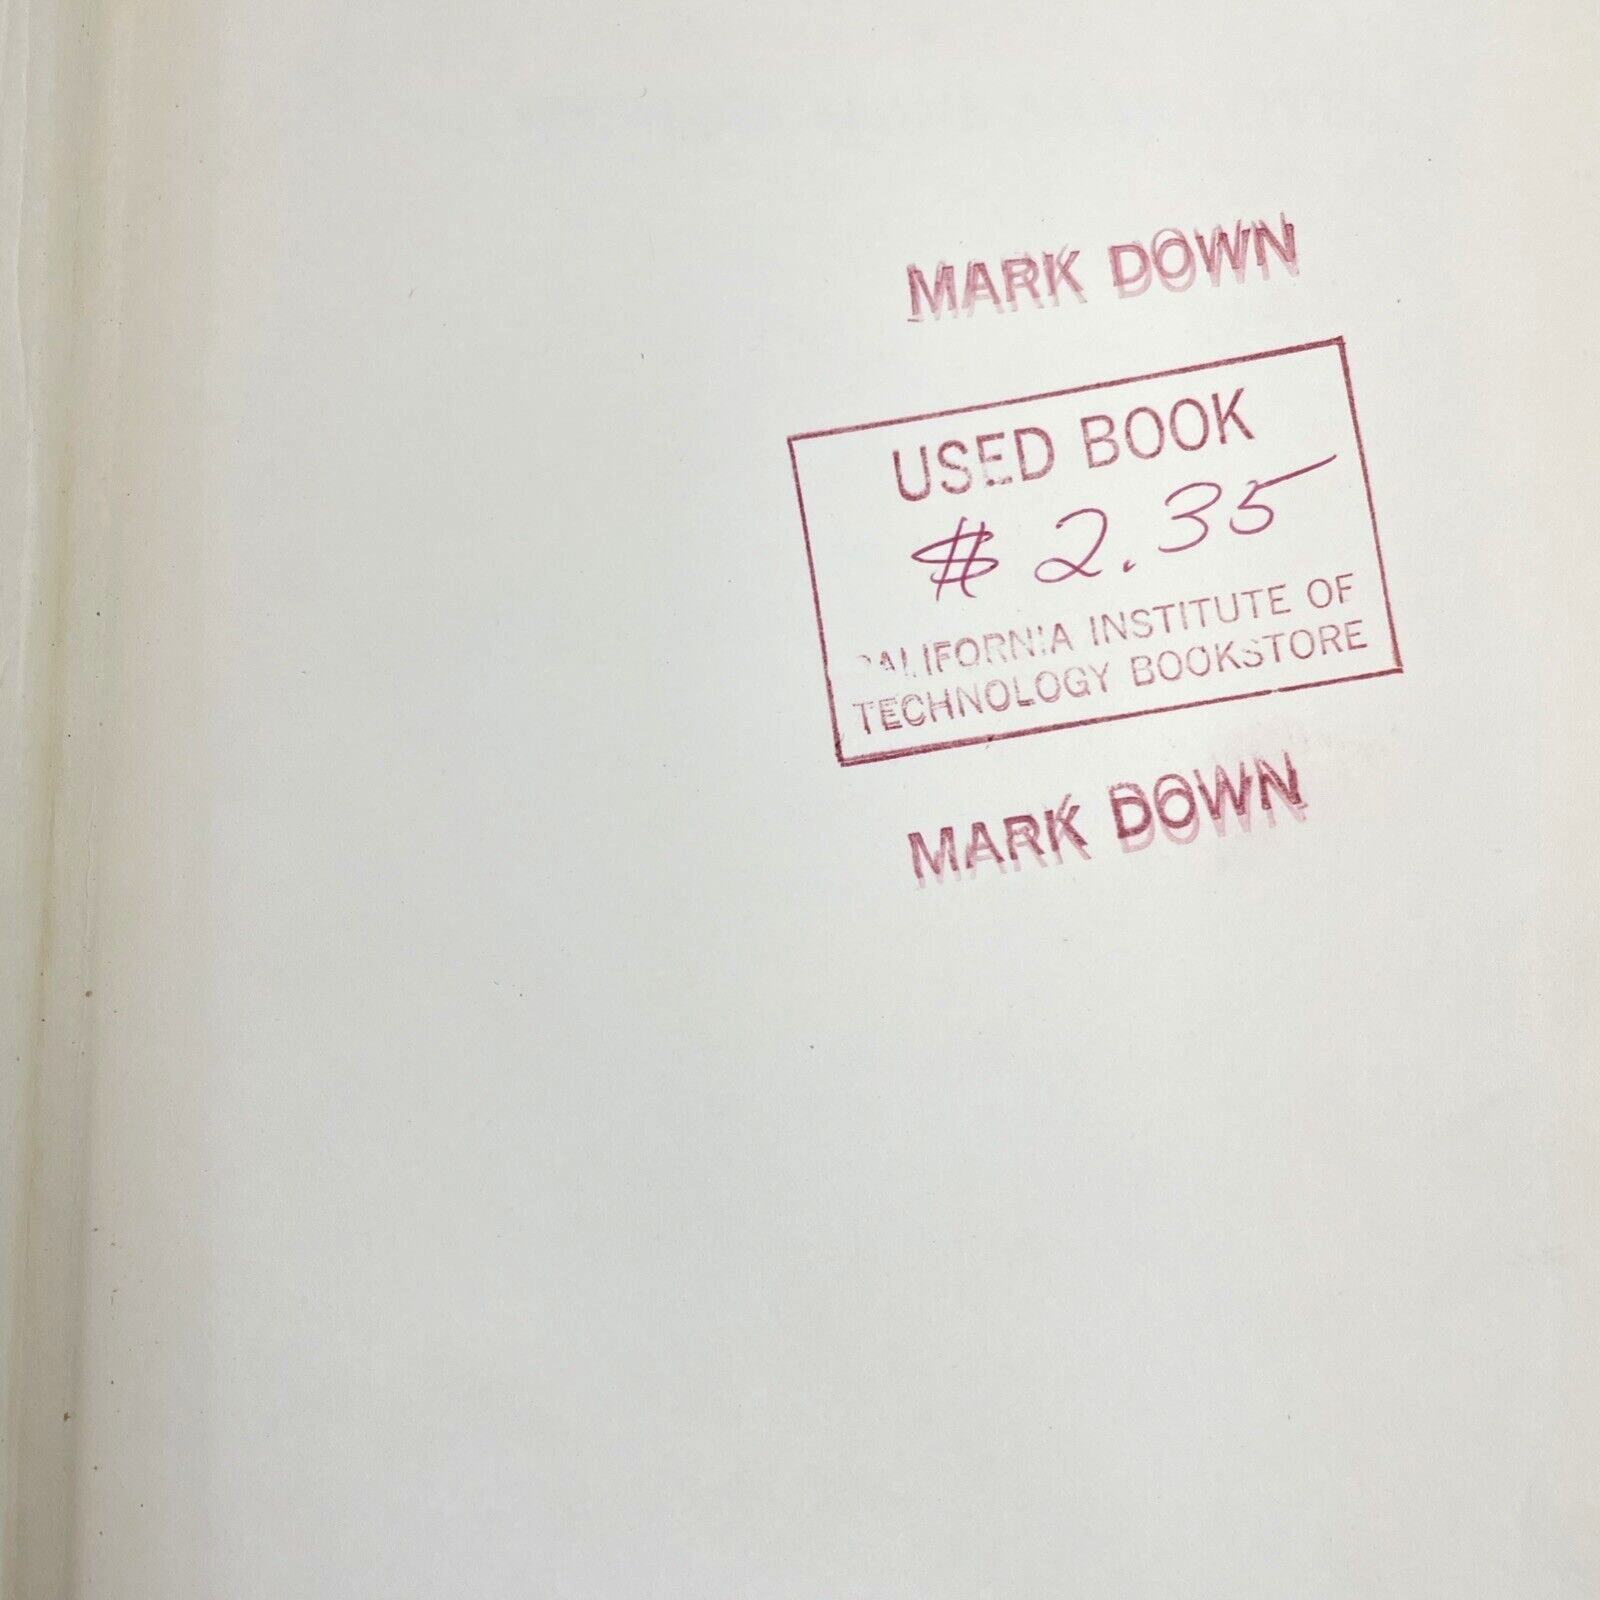 MARK DOWN
USED BOOK
$ 2.35
CALIFORNIA INSTITUTE OF
TECHNOLOGY BOOKSTORE
MARK DOWN